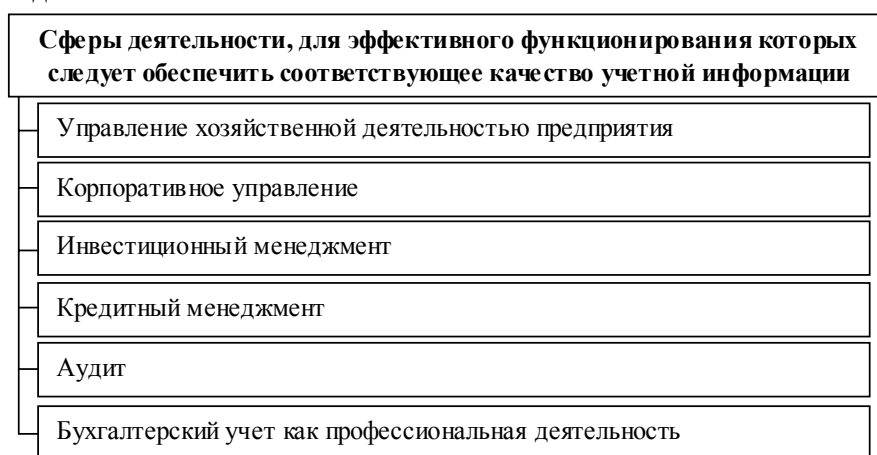 Сферы деятельности, для эффективного функционирования которых
следует обеспечить соответствующее качество учетной информации
Управление хозяйственной деятельностью предприятия
Корпоративное управление
Инвестиционный менеджмент
Кредитный менеджмент
Аудит
Бухгалтерский учет как профессиональная деятельность